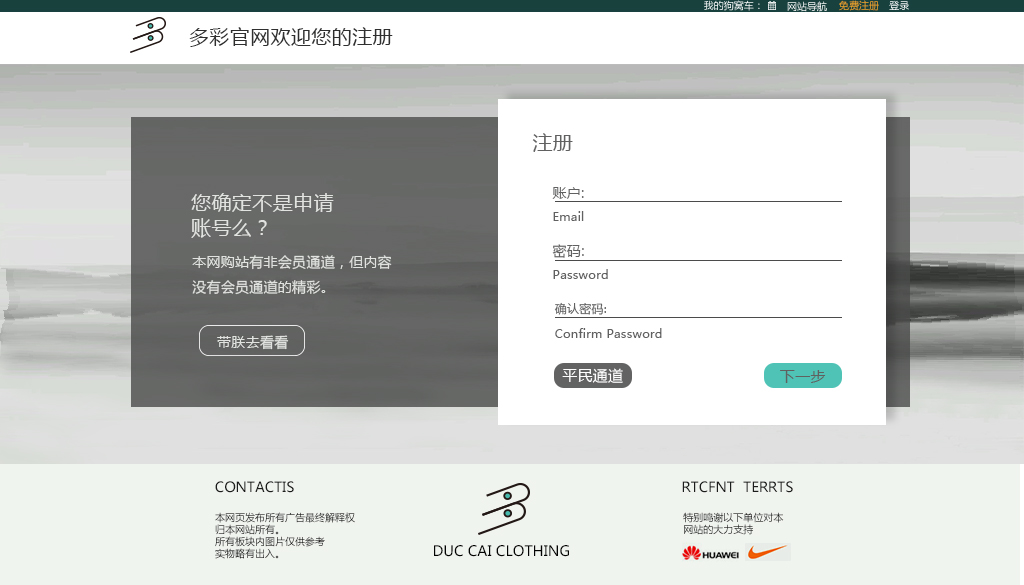 我的狗窝车： 网站导航 免费注册 登录
多彩官网欢迎您的注册
注册
您确定不是申请
账号么？
本网购站有非会员通道，但内容
没有会员通道的精彩。
带朕去看看
账户:
Email
密码:
Password
确认密码:
Confirm Password
平民通道
下一步
CONTACTIS
本网页发布所有广告最终解释权
归本网站所有。
所有板块内图片仅供参考
实物略有出入。
DUC CAI CLOTHING
RTCFNT TERRTS
特别鸣谢以下单位对本
网站的大力支持
HUAWEI